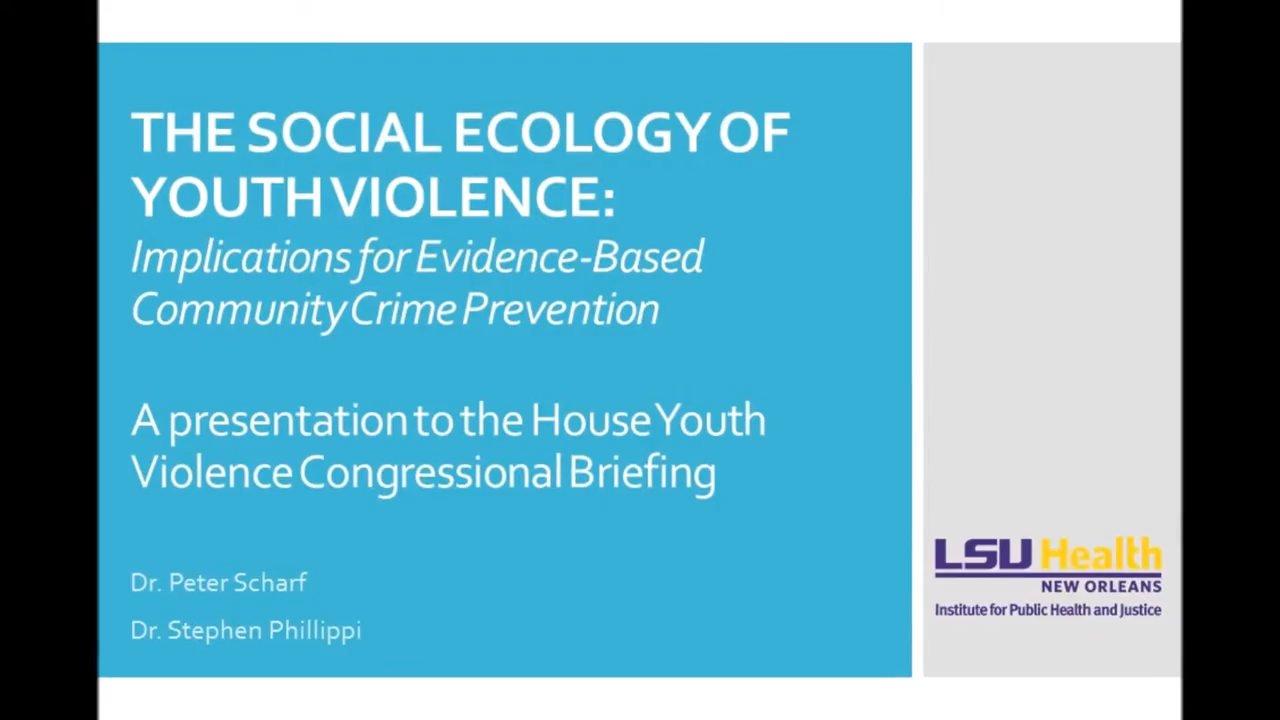 THE SOCIAL ECOLOGY OF
YOUTH VIOLENCE:
Implications for Evidence-Based
Community Crime Prevention
A presentation to the House Youth
Violence Congressional Briefing
Dr. Peter Scharf
Dr. Stephen Phillippi
LSU Health
NEW ORLEANS
Institute for Public Health and Justice